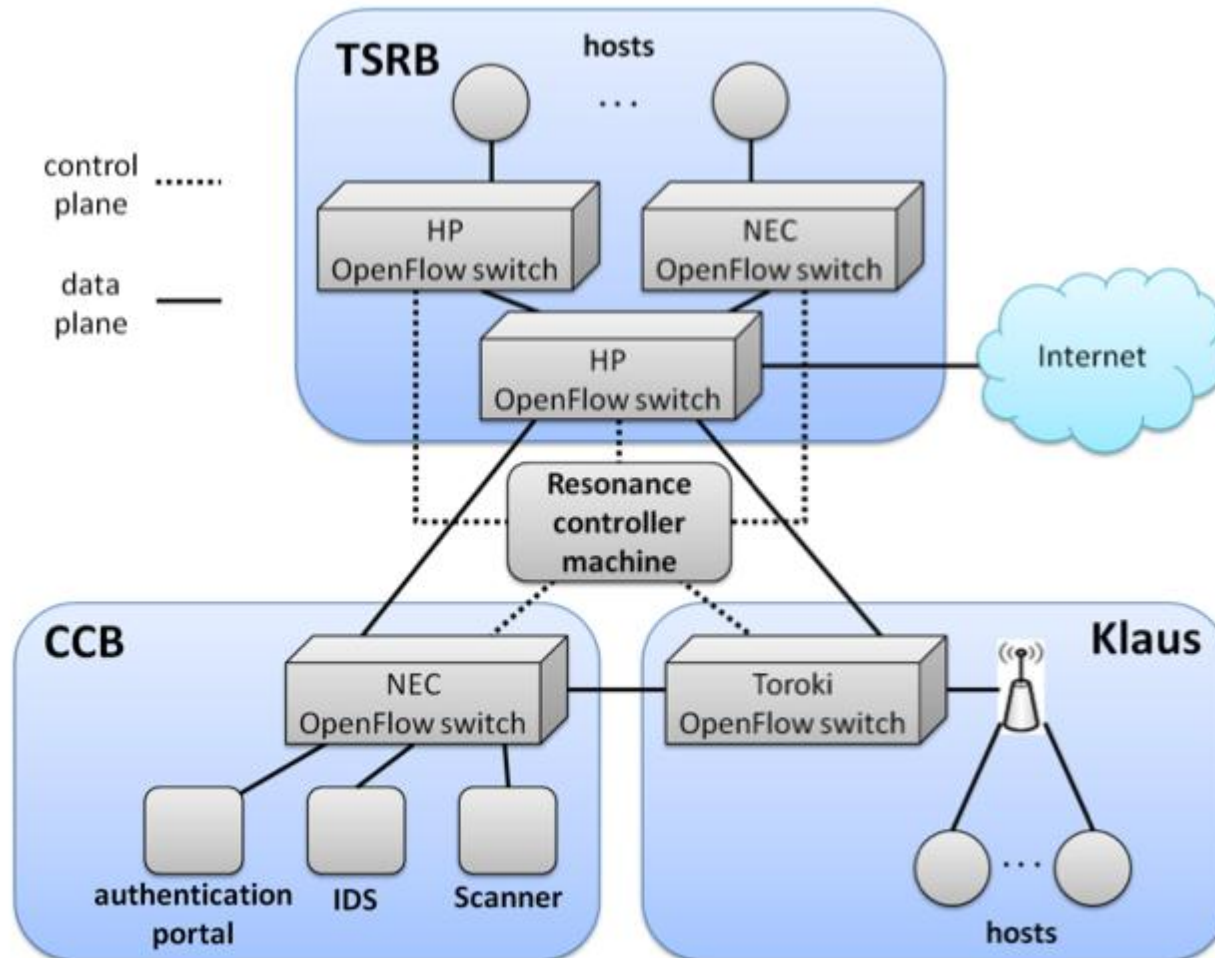 TSRB
hosts
...
control
plane
data
plane
HP
OpenFlow switch
NEC
OpenFlow switch
HP
OpenFlow switch
Internet
Resonance
controller
machine
CCB
NEC
OpenFlow switch
authentication
portal
IDS
Scanner
Klaus
Toroki
OpenFlow switch
...
hosts